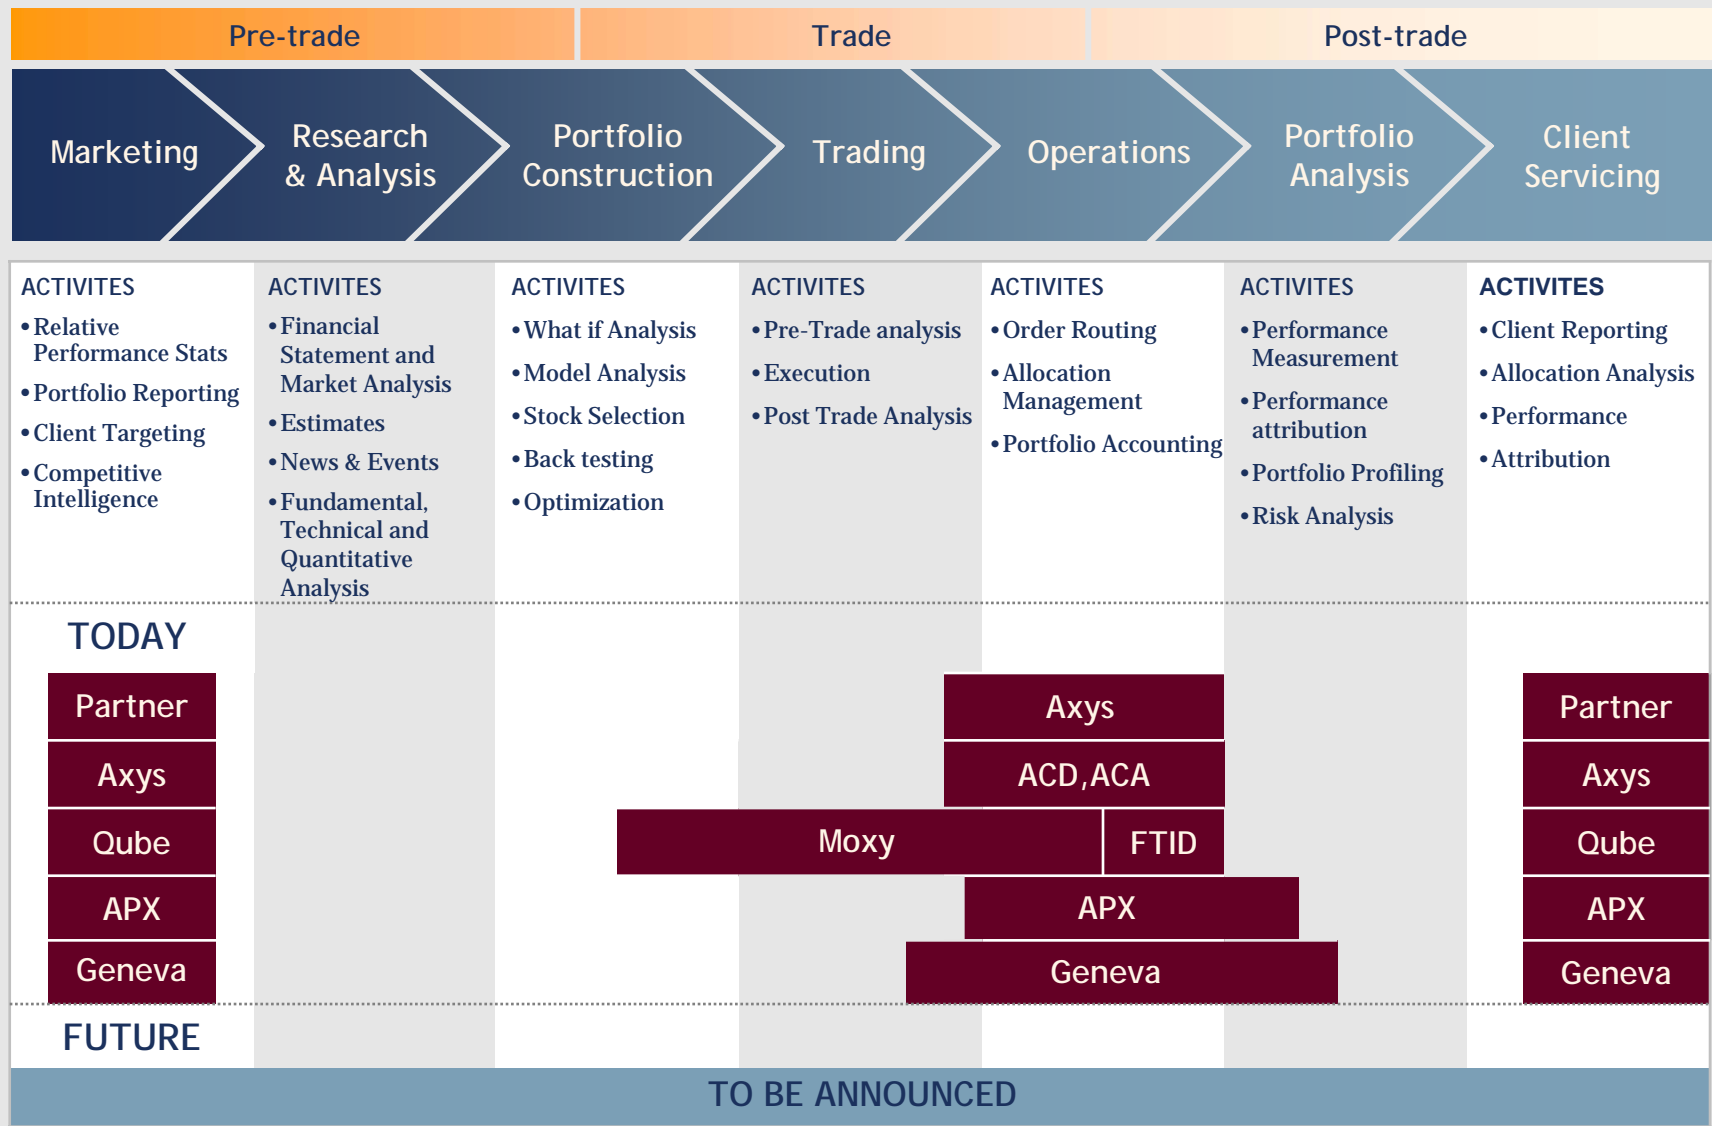 Pre-trade
Trade
Post-trade
Marketing
Research
& Analysis
Portfolio
Construction
Trading
Operations
Portfolio
Analysis
Client
Servicing
ACTIVITES
•Relative
Performance Stats
•Portfolio Reporting
•Client Targeting
•Competitive
Intelligence
ACTIVITES
•Financial
Statement and
Market Analysis
•Estimates
•News & Events
•Fundamental,
Technical and
Quantitative
Analysis
ACTIVITES
•What if Analysis
•Model Analysis
•Stock Selection
•Back testing
•Optimization
ACTIVITES
•Pre-Trade analysis
•Execution
•Post Trade Analysis
ACTIVITES
•Order Routing
•Allocation
Management
•Portfolio Accounting
ACTIVITES
•Performance
Measurement
•Performance
attribution
•Portfolio Profiling
•Risk Analysis
ACTIVITES
•Client Reporting
•Allocation Analysis
•Performance
•Attribution
TODAY
Partner
Axys
Qube
APX
Geneva
Axys
ACD,ACA
Moxy
FTID
APX
Geneva
Partner
Axys
Qube
APX
Geneva
FUTURE
TO BE ANNOUNCED